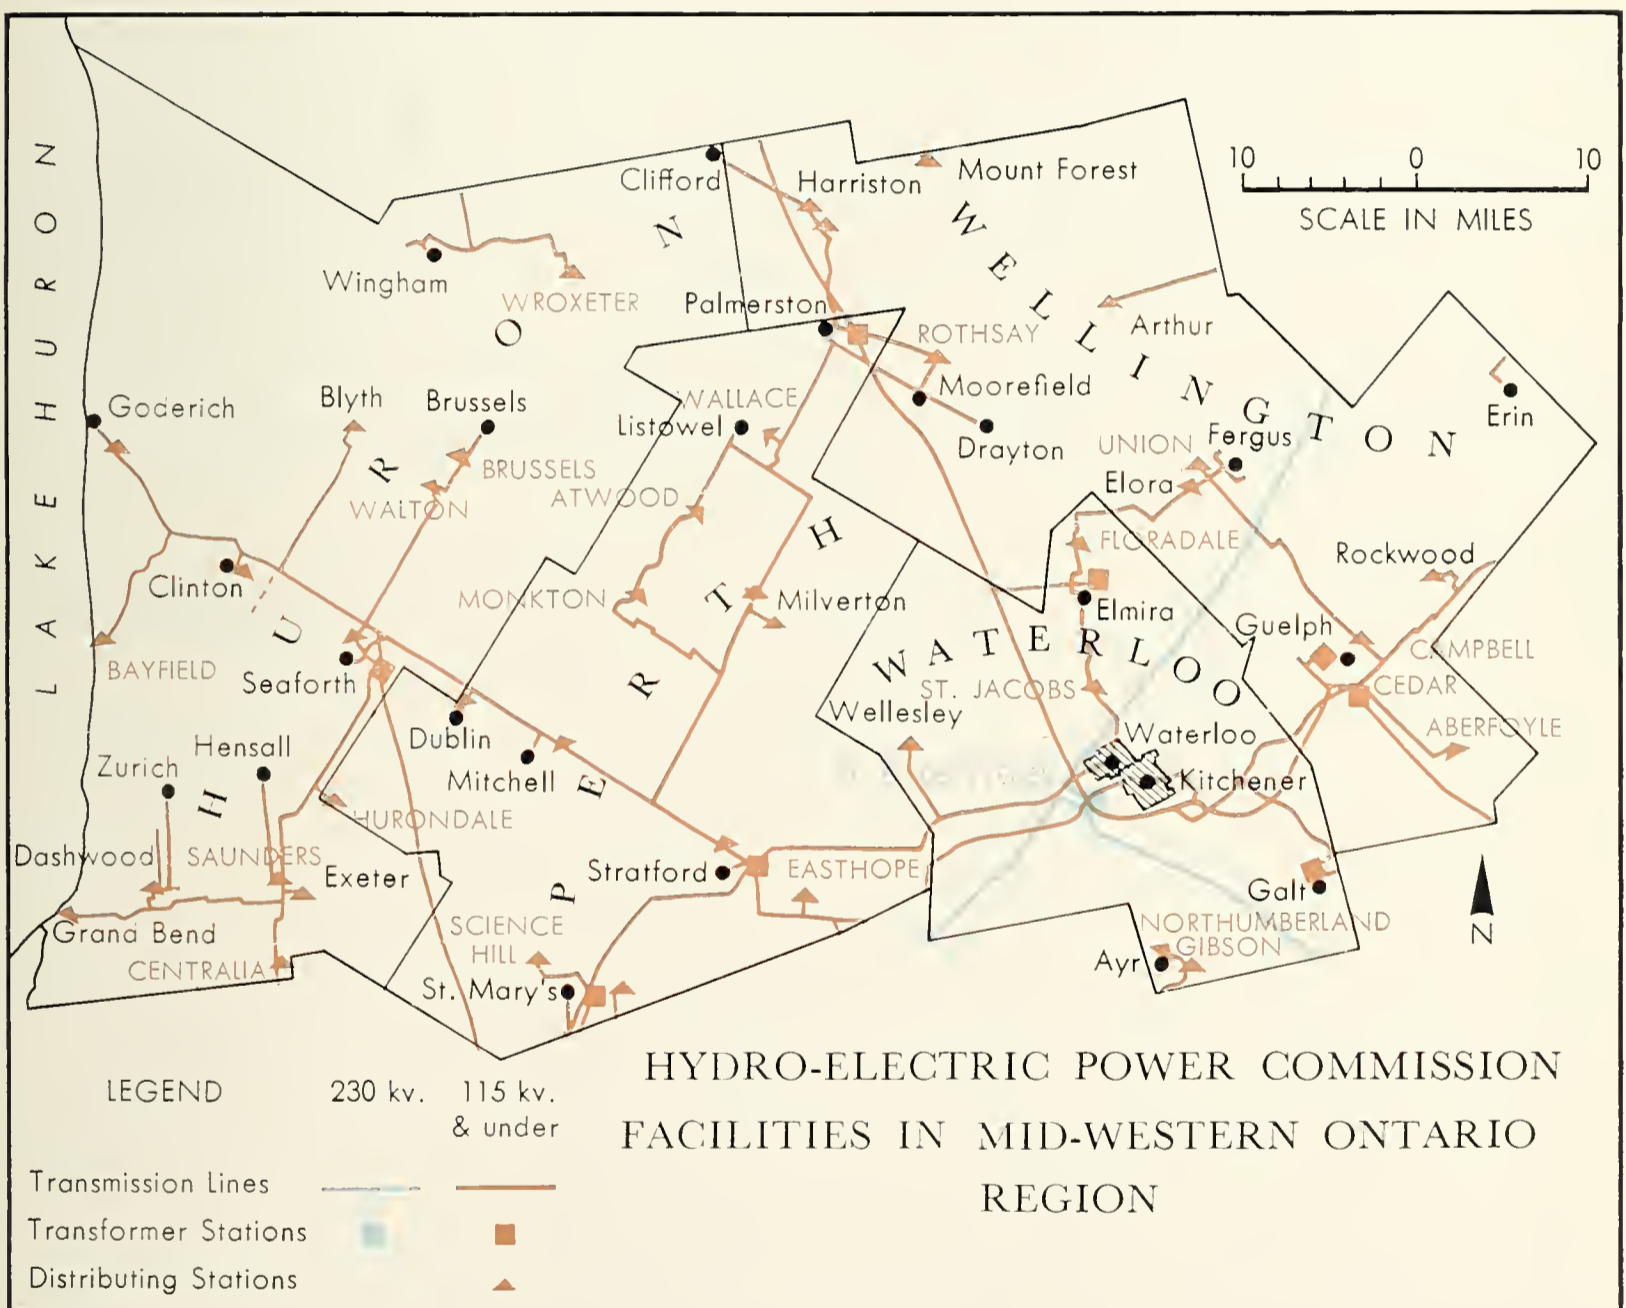 LAKE HURON
HURON
PERTH
WELLINGTON
WATERLOO
10 0 10
SCALE IN MILES
Clifford
Harriston
Mount Forest
Wingham
WROXETER
Palmerston
ROTHSAY
Arthur
Goderich
Blyth
Brussels
WALLACE
Listowel
Moorefield
Drayton
Erin
UNION
Fergus
BRUSSELS
WALTON
ATWOOD
Elora
FLORADALE
Rockwood
Clinton
MONKTON
Milverton
Elmira
Guelph
CAMPBELL
BAYFIELD
Seaforth
ST. JACOBS
CEDAR
Wellesley
ABERFOYLE
Dublin
Waterloo
Zurich
Hensall
Mitchell
Kitchener
HURONDALE
Dashwood
SAUNDERS
Exeter
Stratford
EASTHOPE
Galt
Grand Bend
SCIENCE
HILL
NORTHUMBERLAND
GIBSON
N
CENTRALIA
St. Mary's
Ayr
HYDRO-ELECTRIC POWER COMMISSION
FACILITIES IN MID-WESTERN ONTARIO
REGION
LEGEND 230 kv. 115 kv.
& under
Transmission Lines
Transformer Stations
Distributing Stations